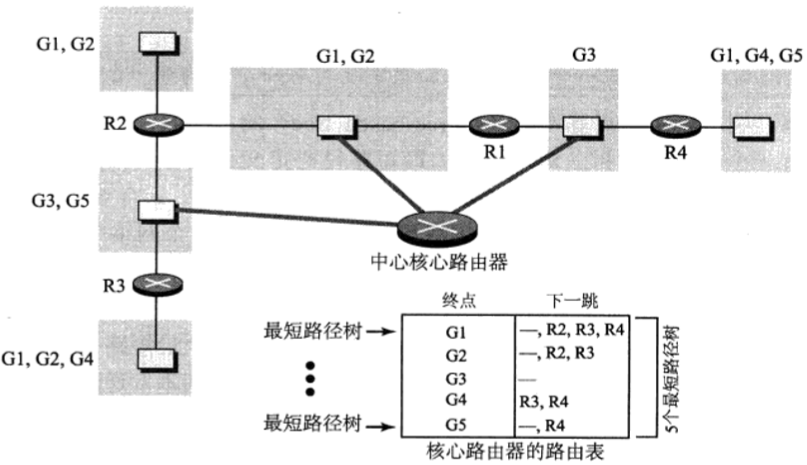 G1, G2
G1, G2
G3
G1, G4, G5
R2
R1
R4
G3, G5
中心核心路由器
R3
G1, G2, G4
终点 下一跳
最短路径树 G1 —, R2, R3, R4
G2 —, R2, R3
G3 —
G4 R3, R4
最短路径树 G5 —, R4
5个最短路径树
核心路由器的路由表